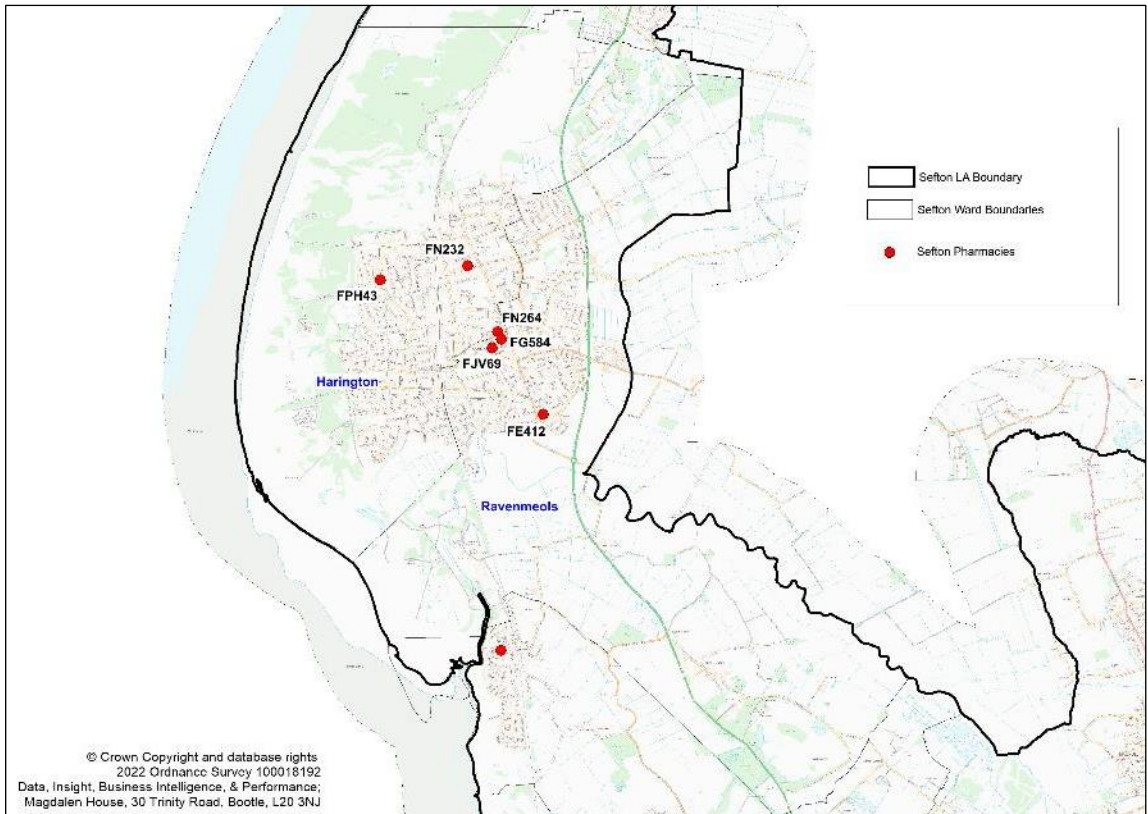 Sefton LA Boundary
Sefton Ward Boundaries
Sefton Pharmacies
FN232
FPH43
FN264
FG584
FJV69
Harington
FE412
Ravenmeols
© Crown Copyright and database rights
2022 Ordnance Survey 100018192
Data, Insight, Business Intelligence, & Performance;
Magdalen House, 30 Trinity Road, Bootle, L20 3NJ